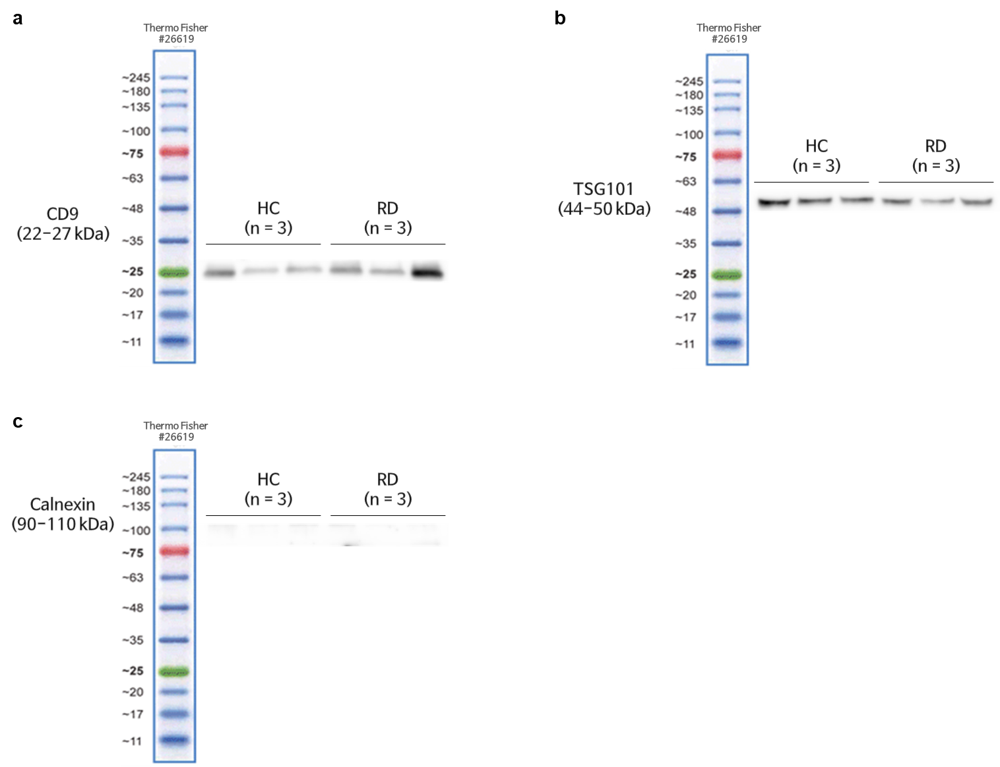 a
Thermo Fisher
#26619
~245
~180
~135
~100
~75
~63
~48
~35
~25
~20
~17
~11
CD9
(22–27 kDa)
HC
(n = 3)
RD
(n = 3)
b
Thermo Fisher
#26619
~245
~180
~135
~100
~75
~63
~48
~35
~25
~20
~17
~11
TSG101
(44–50 kDa)
HC
(n = 3)
RD
(n = 3)
c
Thermo Fisher
#26619
~245
~180
~135
~100
~75
~63
~48
~35
~25
~20
~17
~11
Calnexin
(90–110 kDa)
HC
(n = 3)
RD
(n = 3)